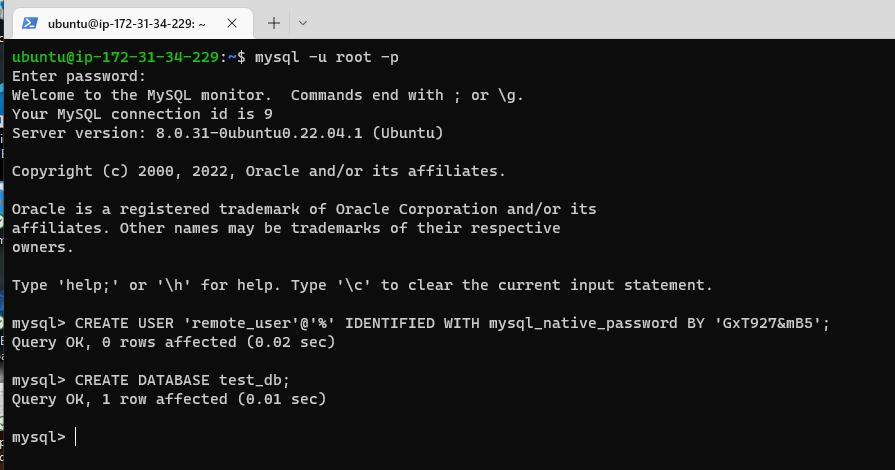 ubuntu@ip-172-31-34-229: ~
ubuntu@ip-172-31-34-229:~$ mysql -u root -p
Enter password:
Welcome to the MySQL monitor.  Commands end with ; or \g.
Your MySQL connection id is 9
Server version: 8.0.31-0ubuntu0.22.04.1 (Ubuntu)
Copyright (c) 2000, 2022, Oracle and/or its affiliates.
Oracle is a registered trademark of Oracle Corporation and/or its
affiliates. Other names may be trademarks of their respective
owners.
Type 'help;' or '\h' for help. Type '\c' to clear the current input statement.
mysql> CREATE USER 'remote_user'@'%' IDENTIFIED WITH mysql_native_password BY 'GxT927&mB5';
Query OK, 0 rows affected (0.02 sec)
mysql> CREATE DATABASE test_db;
Query OK, 1 row affected (0.01 sec)
mysql>